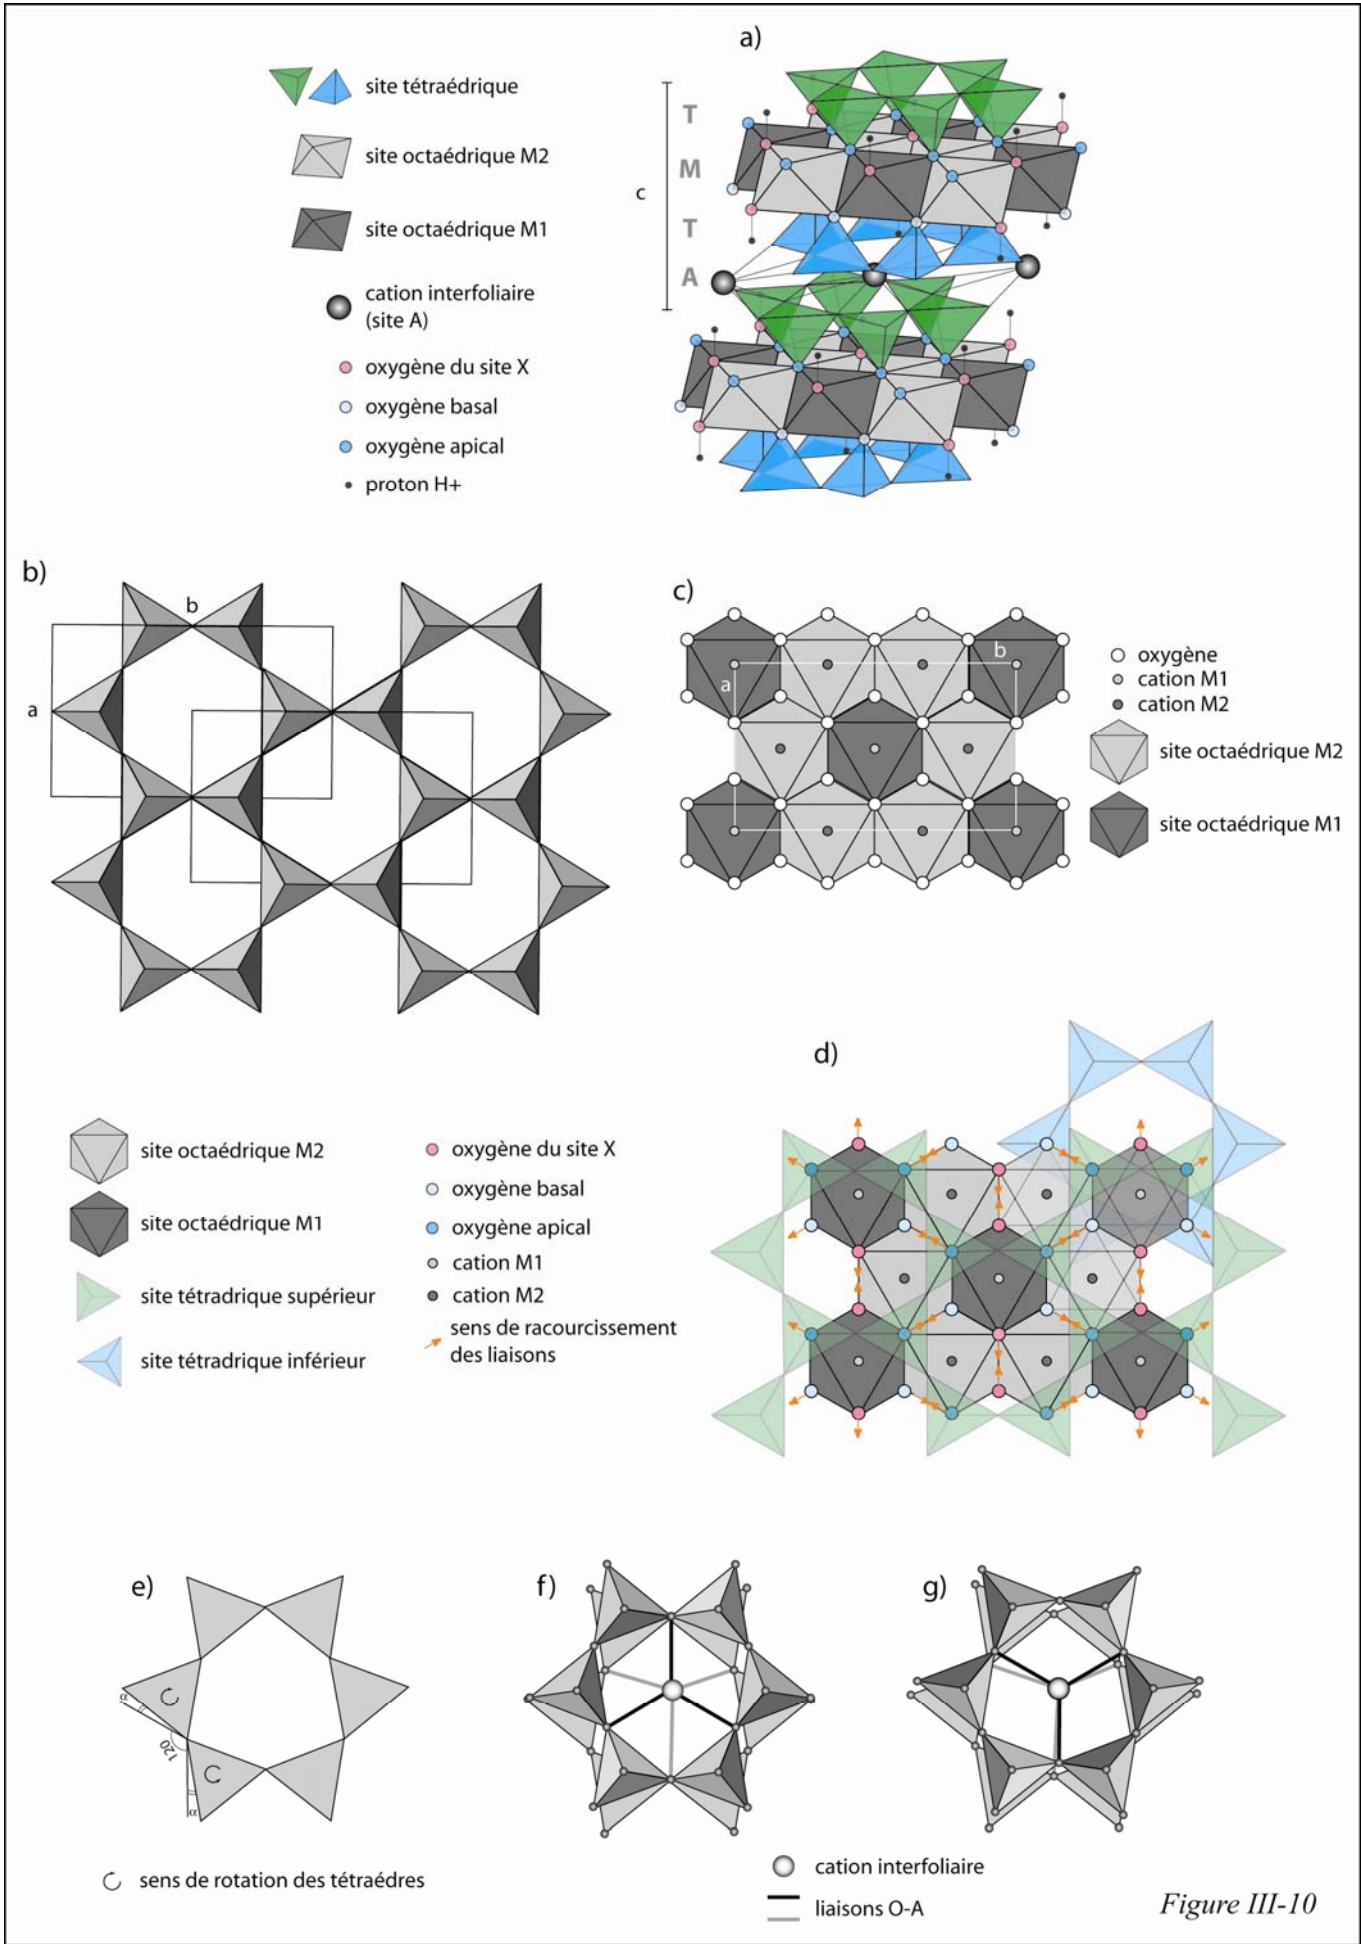 a)
site tétraédrique
site octaédrique M2
site octaédrique M1
cation interfoliaire
(site A)
oxygène du site X
oxygène basal
oxygène apical
proton H+
c
T
M
T
A
b)
b
a
c)
b
a
oxygène
cation M1
cation M2
site octaédrique M2
site octaédrique M1
d)
site octaédrique M2
site octaédrique M1
site tétradrique supérieur
site tétradrique inférieur
oxygène du site X
oxygène basal
oxygène apical
cation M1
cation M2
sens de racourcissement
des liaisons
e)
α
120
α
f)
g)
sens de rotation des tétraédres
cation interfoliaire
liaisons O-A
Figure III-10